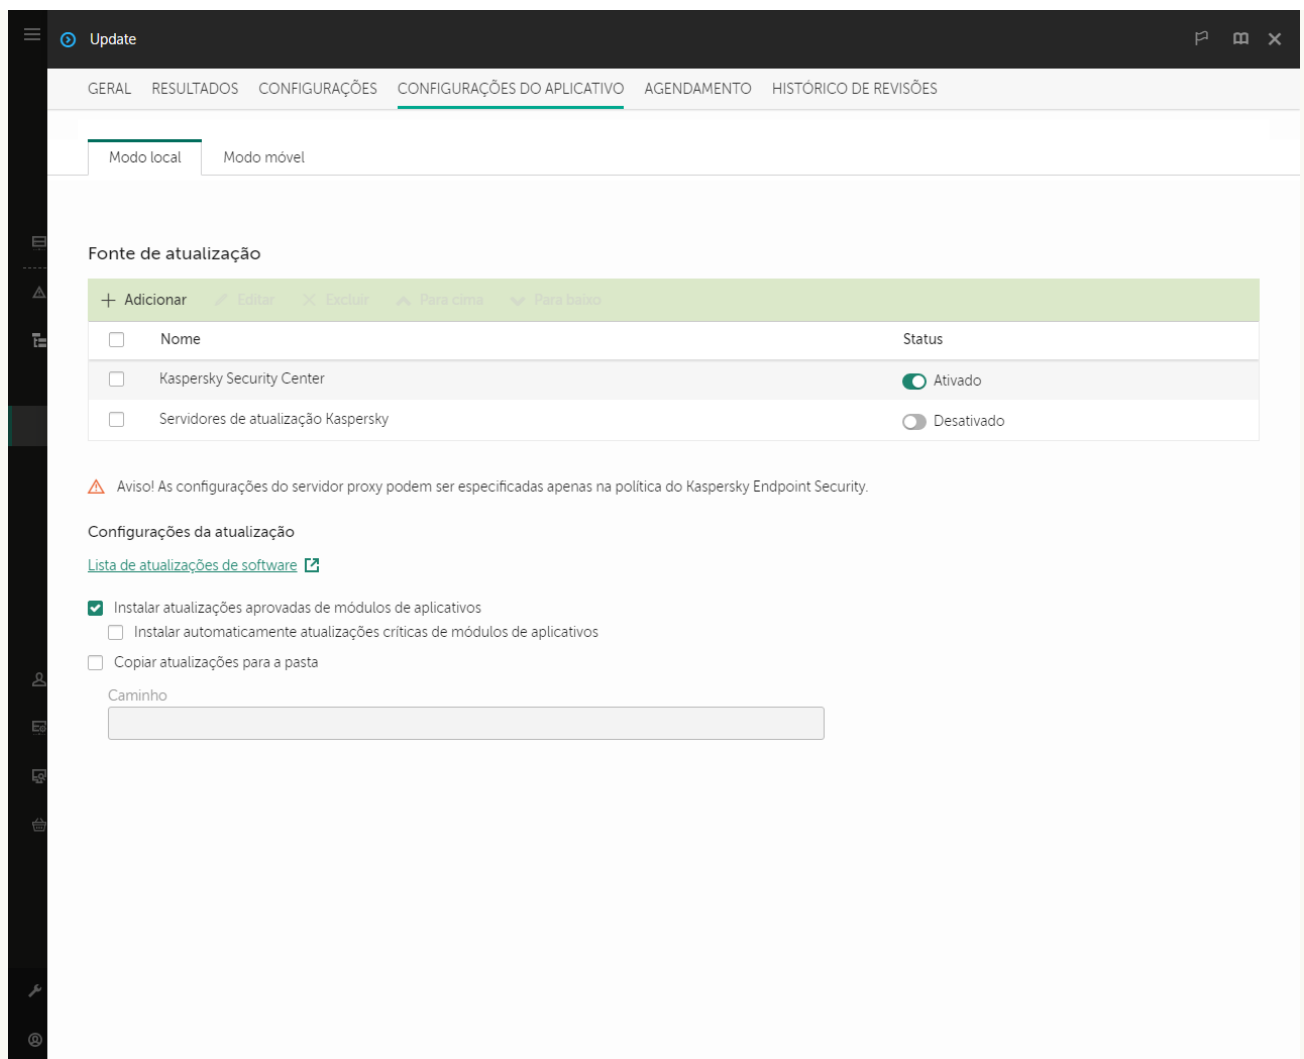 Update
GERAL RESULTADOS CONFIGURAÇÕES CONFIGURAÇÕES DO APLICATIVO AGENDAMENTO HISTÓRICO DE REVISÕES
Modo local Modo móvel
Fonte de atualização
Adicionar Editar Excluir Para cima Para baixo
Nome Status
Kaspersky Security Center Ativado
Servidores de atualização Kaspersky Desativado
Aviso! As configurações do servidor proxy podem ser especificadas apenas na política do Kaspersky Endpoint Security.
Configurações da atualização
Lista de atualizações de software
Instalar atualizações aprovadas de módulos de aplicativos
Instalar automaticamente atualizações críticas de módulos de aplicativos
Copiar atualizações para a pasta
Caminho